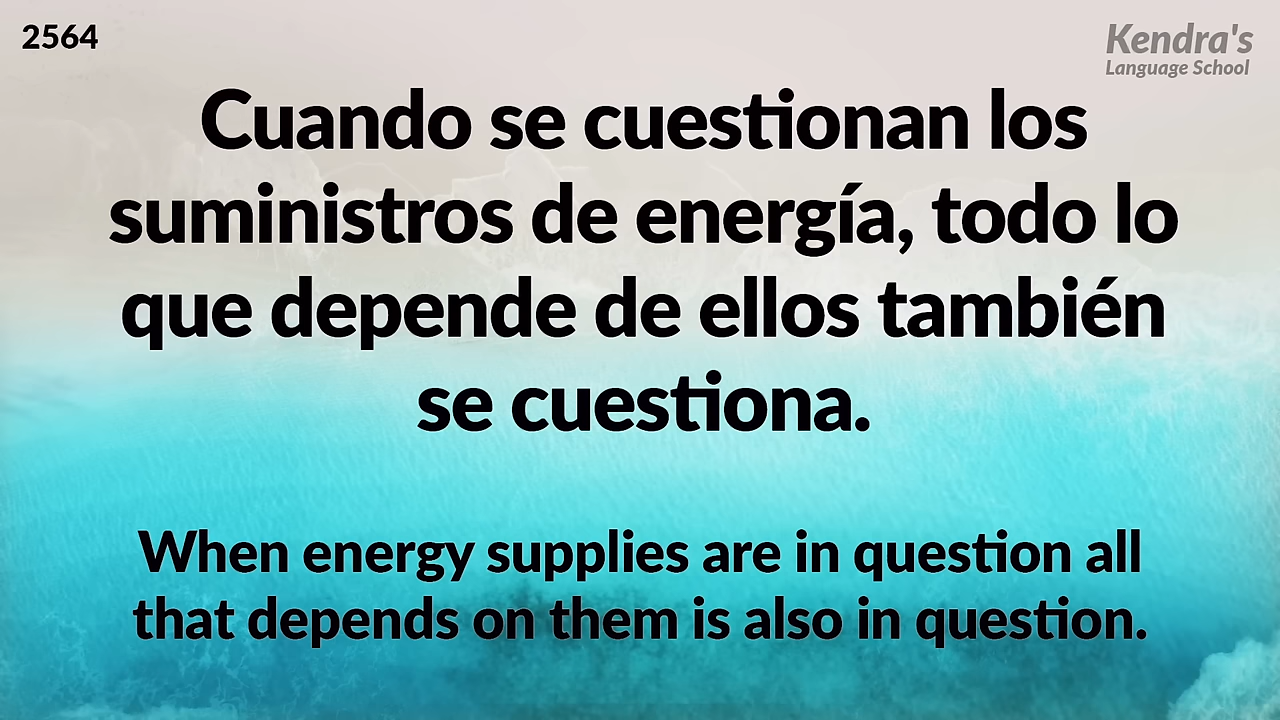 2564
Kendra's
Language School
Cuando se cuestionan los
suministros de energía, todo lo
que depende de ellos también
se cuestiona.
When energy supplies are in question all
that depends on them is also in question.